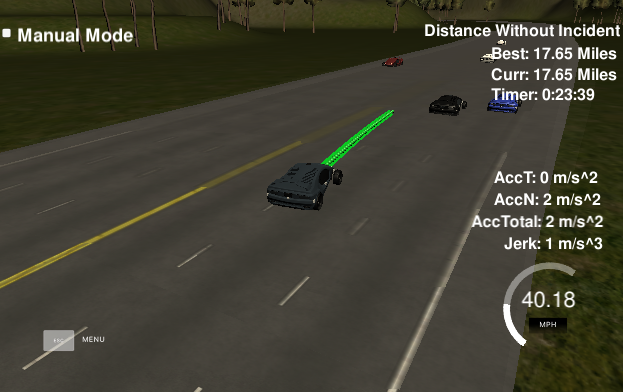 Manual Mode
Distance Without Incident
Best: 17.65 Miles
Curr: 17.65 Miles
Timer: 0:23:39
AccT: 0 m/s^2
AccN: 2 m/s^2
AccTotal: 2 m/s^2
Jerk: 1 m/s^3
40.18
MPH
ESC
MENU